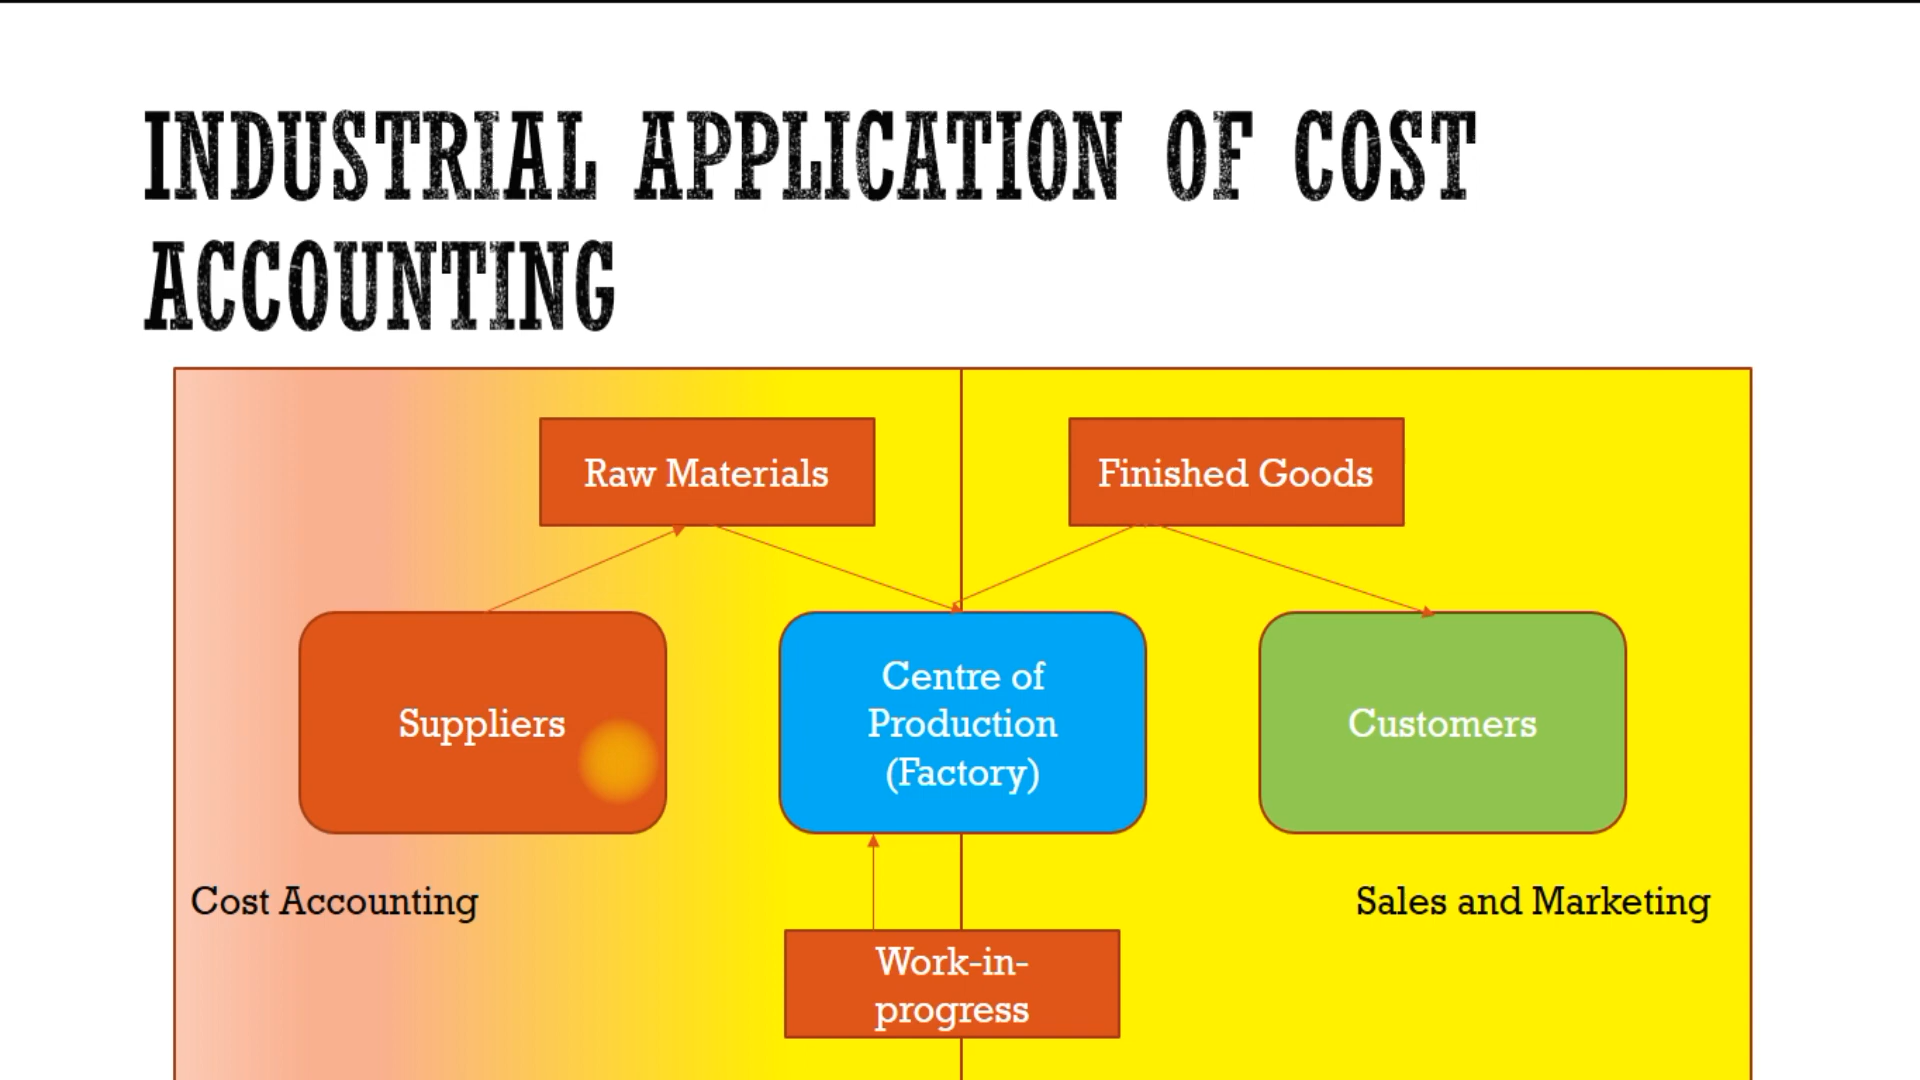 INDUSTRIAL APPLICATION OF COST
ACCOUNTING
Raw Materials
Finished Goods
Suppliers
Centre of
Production
(Factory)
Customers
Cost Accounting
Sales and Marketing
Work-in-
progress